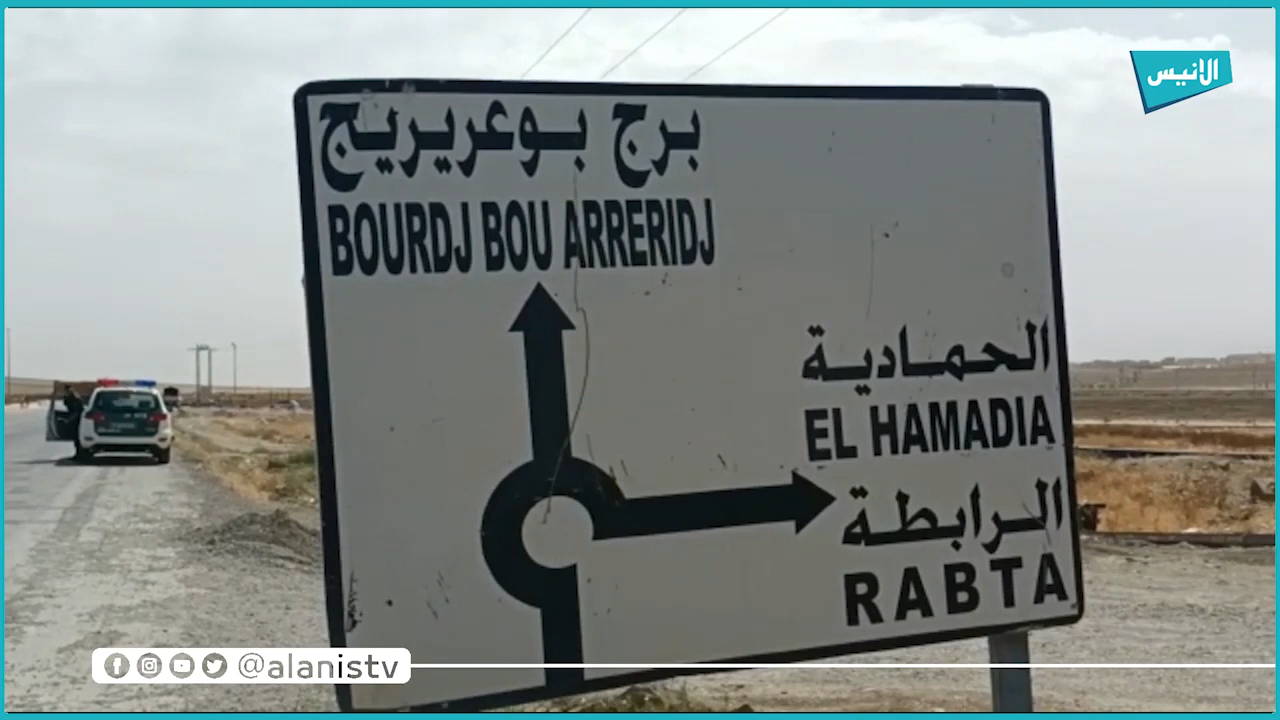 الانيس
برج بوعريريج
BOURDJ BOU ARRERIDJ
الحمادية
EL HAMADIA
الرابطة
RABTA
@alanistv